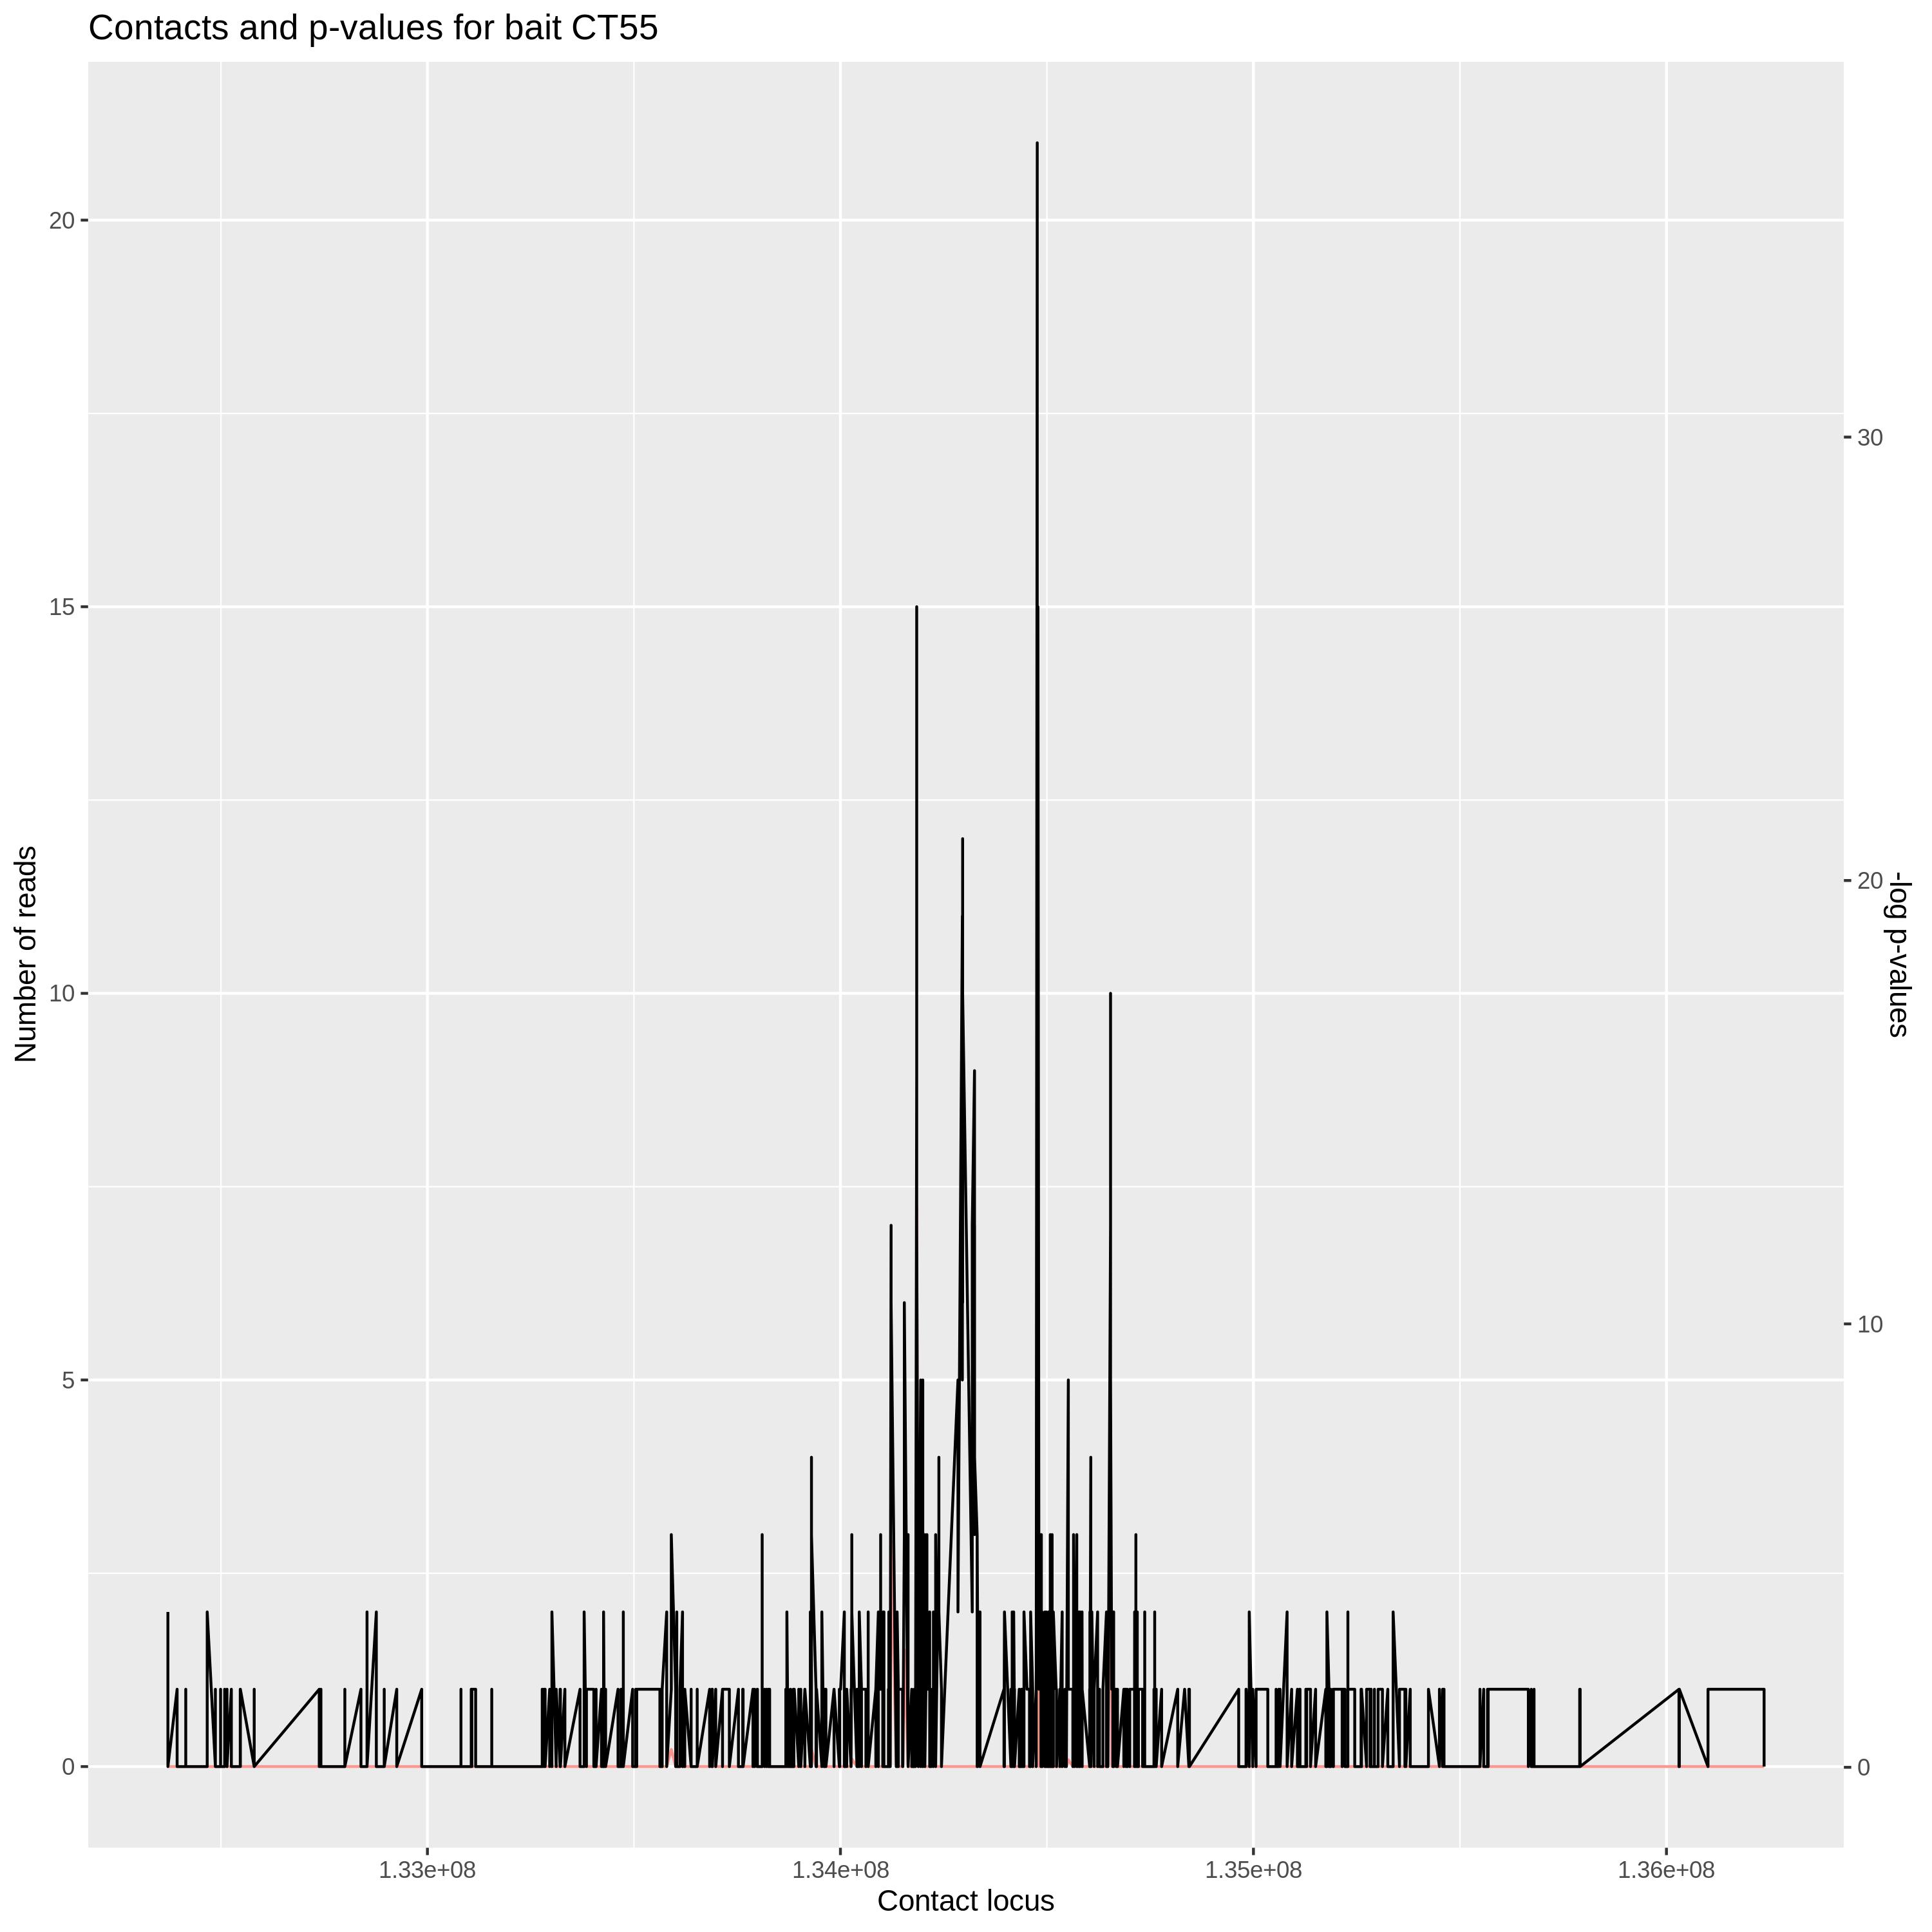 Contacts and p-values for bait CT55
Number of reads
20
15
10
5
0
30
20
10
0
-log p-values
1.33e+08
1.34e+08
1.35e+08
1.36e+08
Contact locus